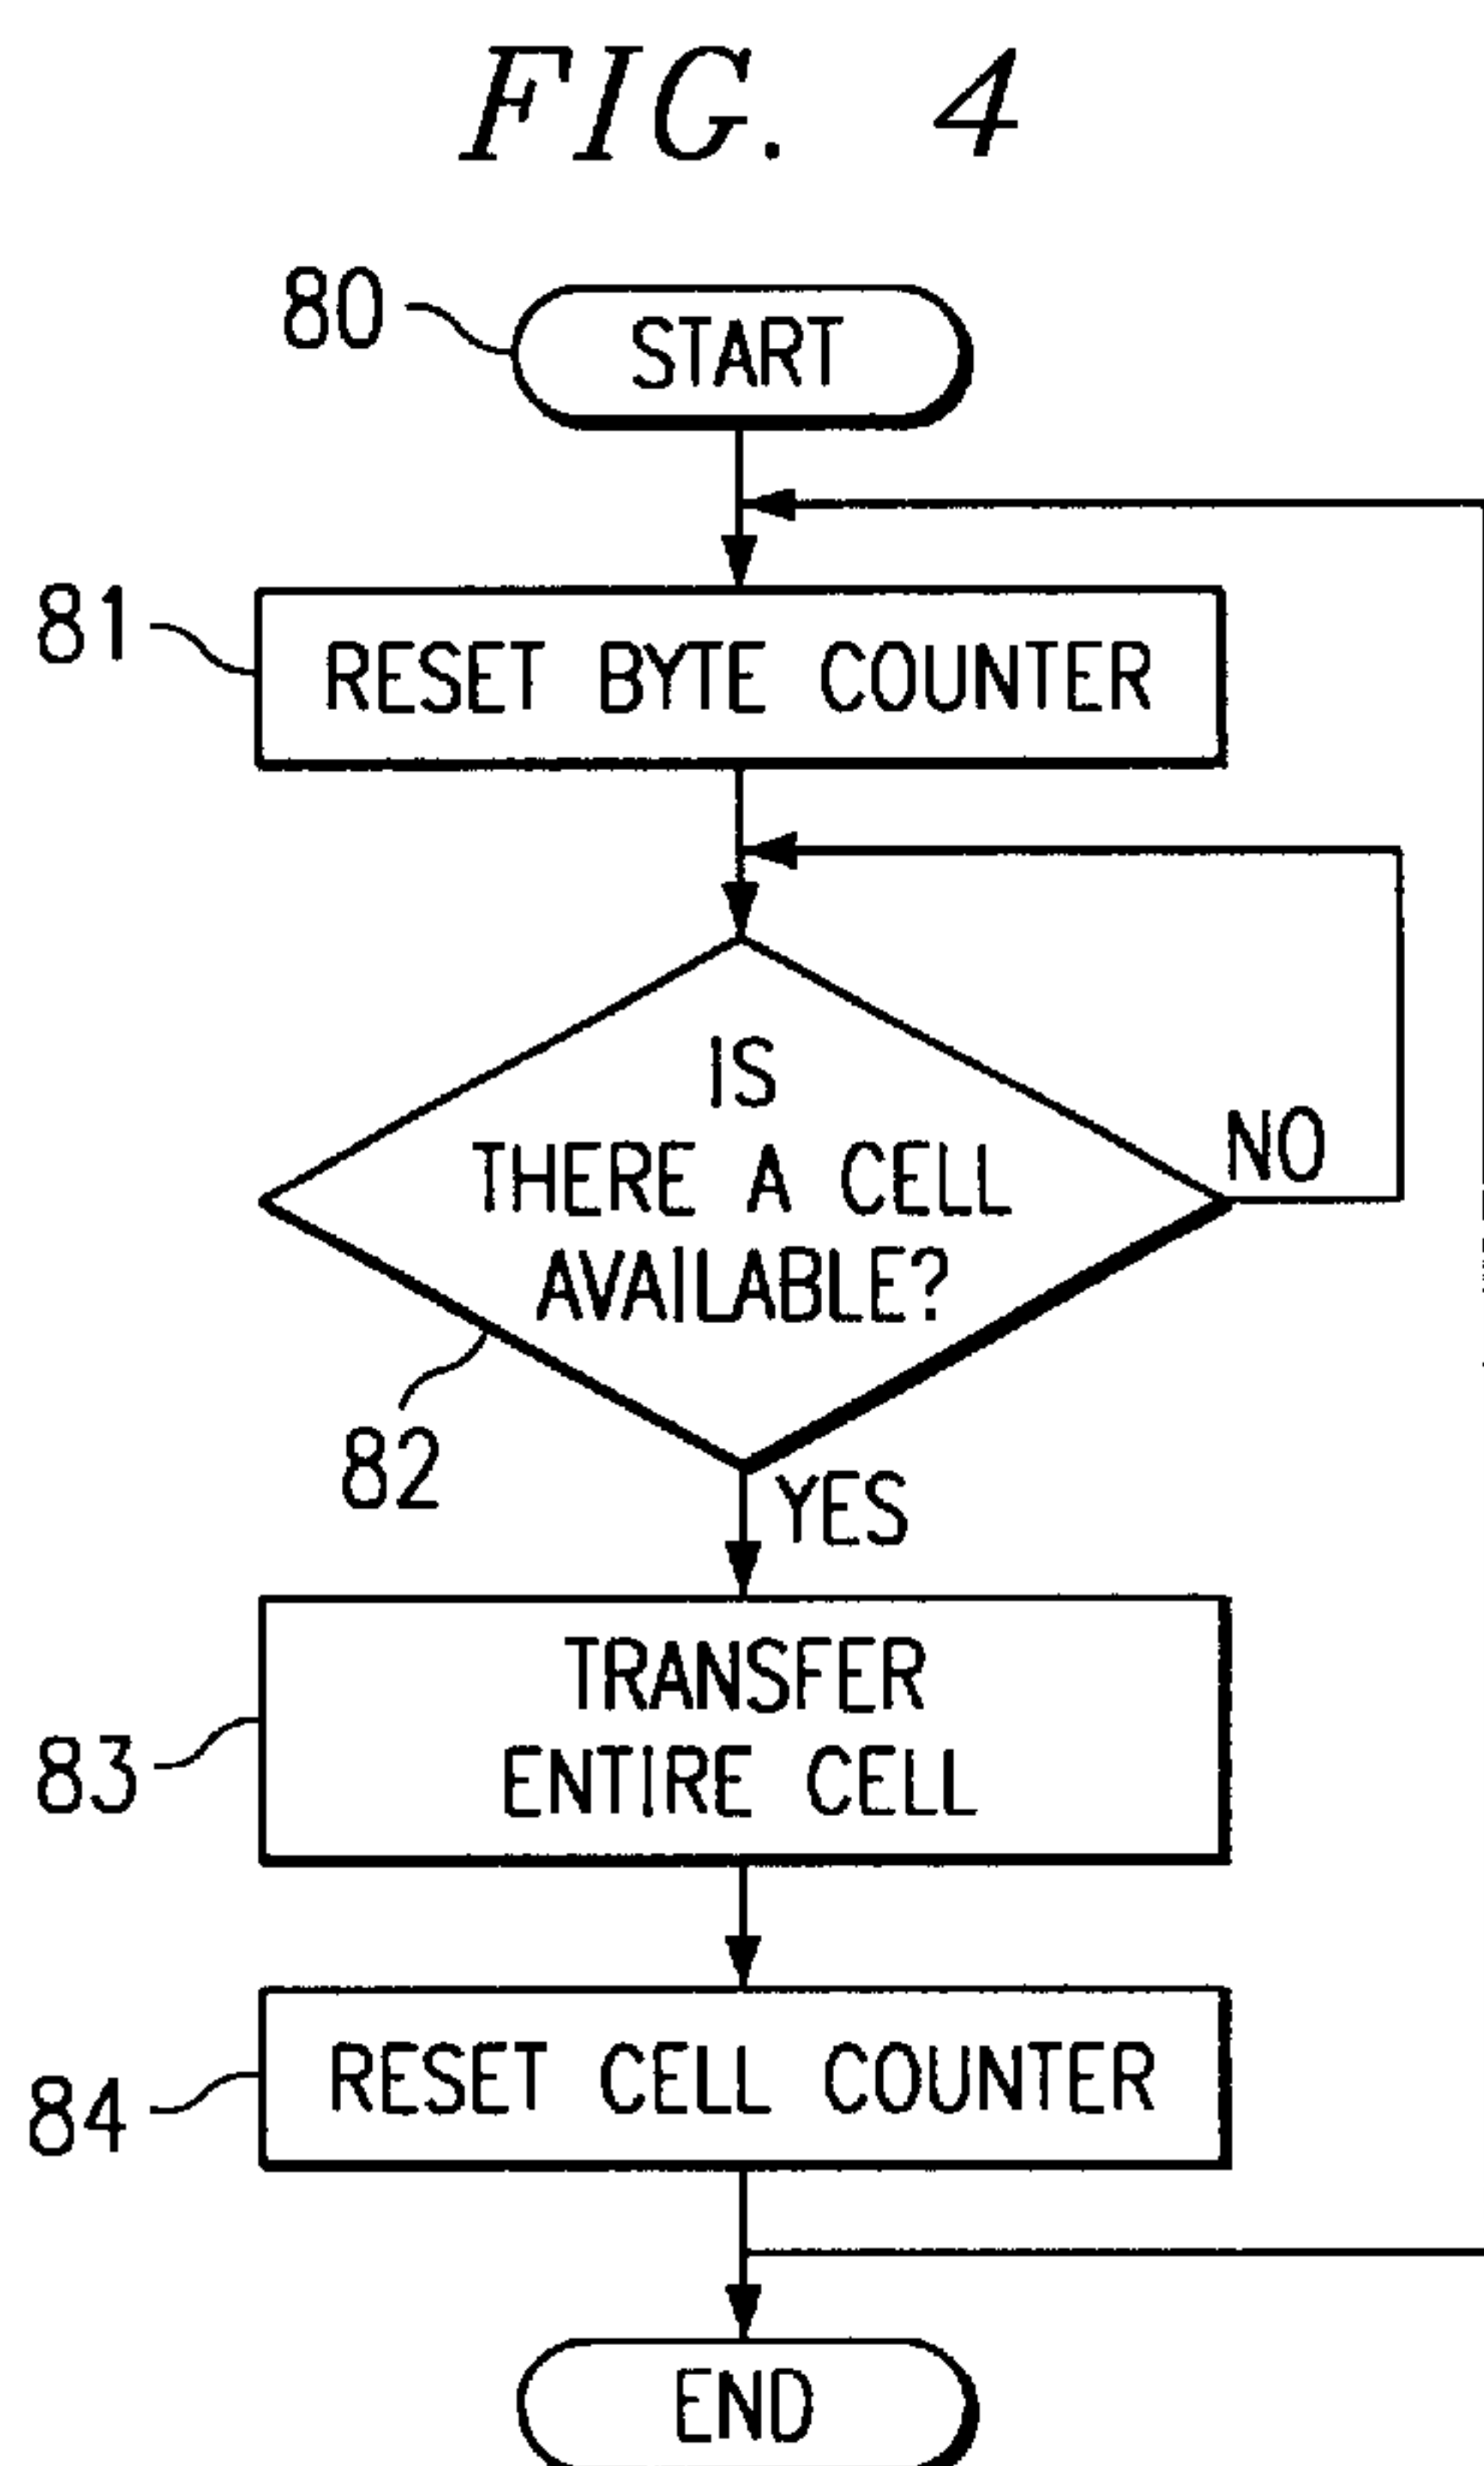 FIG. 4
80
START
81
RESET BYTE COUNTER
IS
THERE A CELL
AVAILABLE?
NO
82
YES
TRANSFER
ENTIRE CELL
83
RESET CELL COUNTER
84
END